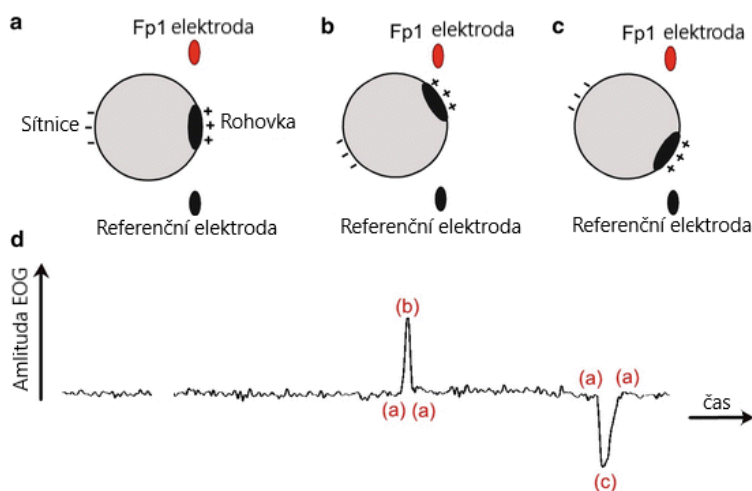 a
Fp1 elektroda
Sítnice
Rohovka
Referenční elektroda
b
Fp1 elektroda
Referenční elektroda
c
Fp1 elektroda
Referenční elektroda
d
Amlituda EOG
(b)
(a) (a)
(a) (a)
(c)
čas